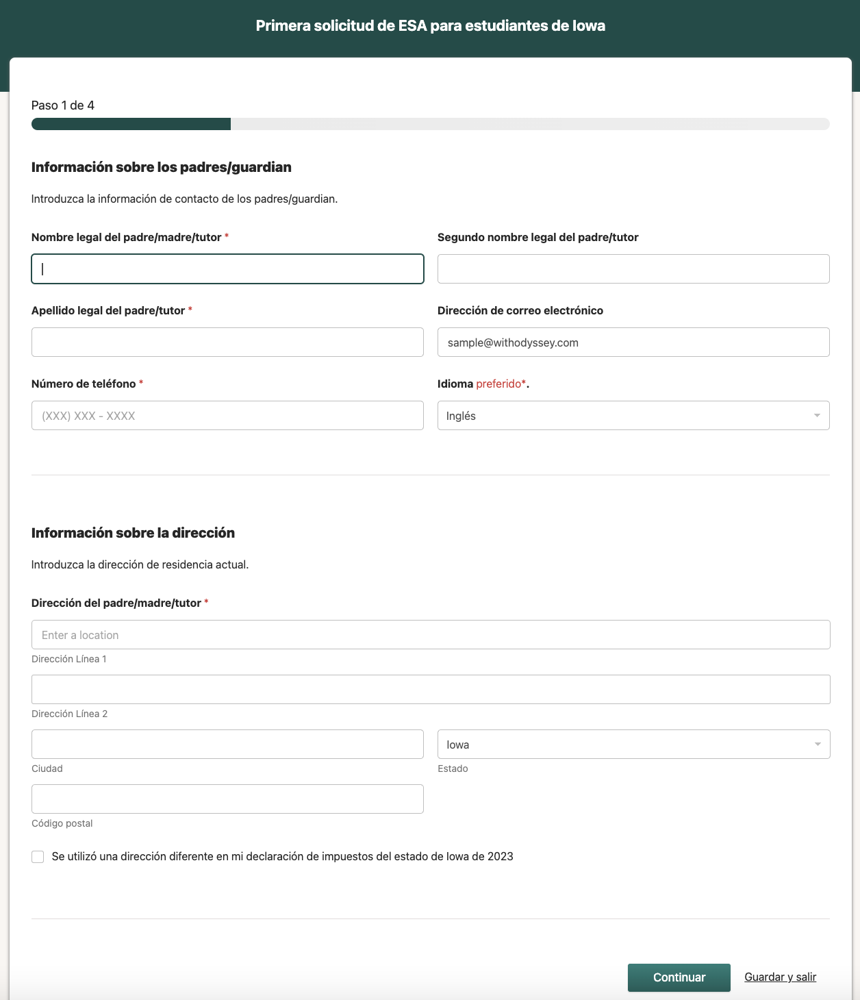 Primera solicitud de ESA para estudiantes de Iowa
Paso 1 de 4
Información sobre los padres/guardian
Introduzca la información de contacto de los padres/guardian.
Nombre legal del padre/madre/tutor *
Segundo nombre legal del padre/tutor
Apellido legal del padre/tutor *
Dirección de correo electrónico
sample@withodyssey.com
Número de teléfono *
Idioma preferido*.
(XXX) XXX - XXXX
Inglés
Información sobre la dirección
Introduzca la dirección de residencia actual.
Dirección del padre/madre/tutor *
Enter a location
Dirección Línea 1
Dirección Línea 2
Iowa
Ciudad
Estado
Código postal
Se utilizó una dirección diferente en mi declaración de impuestos del estado de Iowa de 2023
Continuar
Guardar y salir